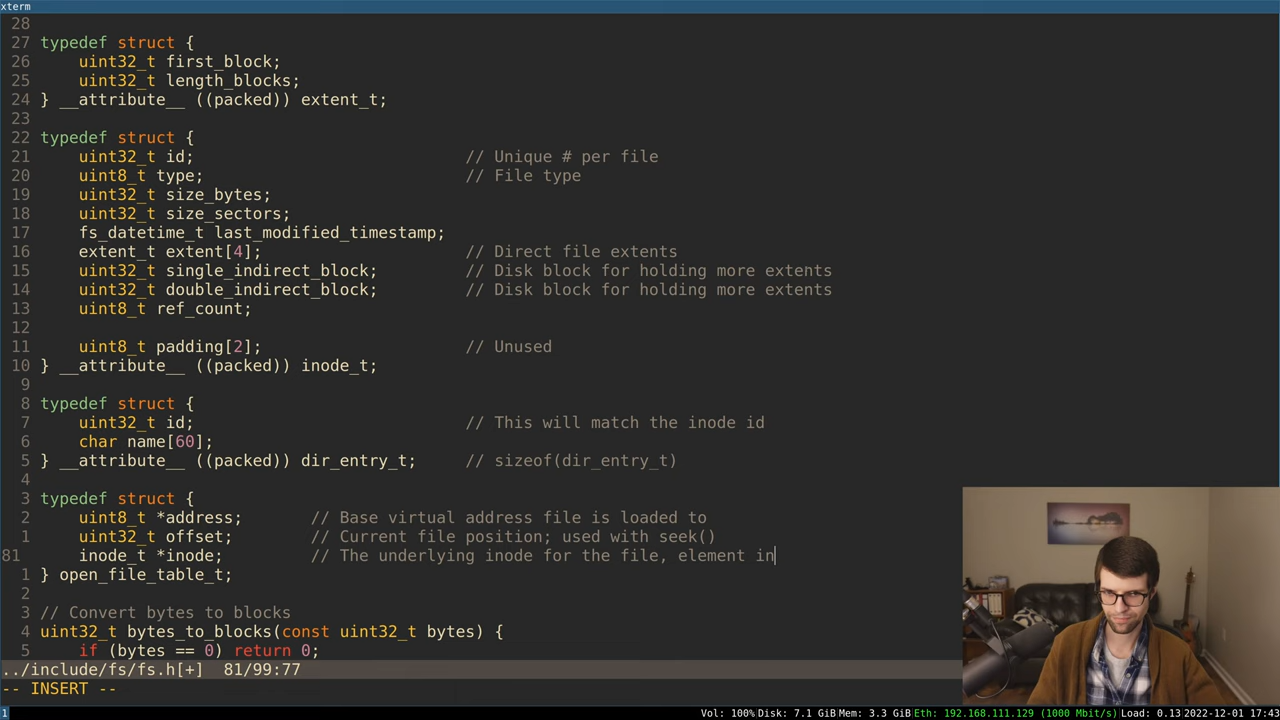 xterm
28
27 typedef struct {
26     uint32_t first_block;
25     uint32_t length_blocks;
24 } __attribute__ ((packed)) extent_t;
23
22 typedef struct {
21     uint32_t id;                            // Unique # per file
20     uint8_t type;                           // File type
19     uint32_t size_bytes;
18     uint32_t size_sectors;
17     fs_datetime_t last_modified_timestamp;
16     extent_t extent[4];                     // Direct file extents
15     uint32_t single_indirect_block;         // Disk block for holding more extents
14     uint32_t double_indirect_block;         // Disk block for holding more extents
13     uint8_t ref_count;
12
11     uint8_t padding[2];                     // Unused
10 } __attribute__ ((packed)) inode_t;
9
8 typedef struct {
7     uint32_t id;                            // This will match the inode id
6     char name[60];
5 } __attribute__ ((packed)) dir_entry_t;     // sizeof(dir_entry_t)
4
3 typedef struct {
2     uint8_t *address;       // Base virtual address file is loaded to
1     uint32_t offset;        // Current file position; used with seek()
81     inode_t *inode;         // The underlying inode for the file, element in
1 } open_file_table_t;
2
3 // Convert bytes to blocks
4 uint32_t bytes_to_blocks(const uint32_t bytes) {
5     if (bytes == 0) return 0;
../include/fs/fs.h[+]  81/99:77
-- INSERT --
1 Vol: 100% Disk: 7.1 GiB Mem: 3.3 GiB Eth: 192.168.111.129 (1000 Mbit/s) Load: 0.13 2022-12-01 17:43